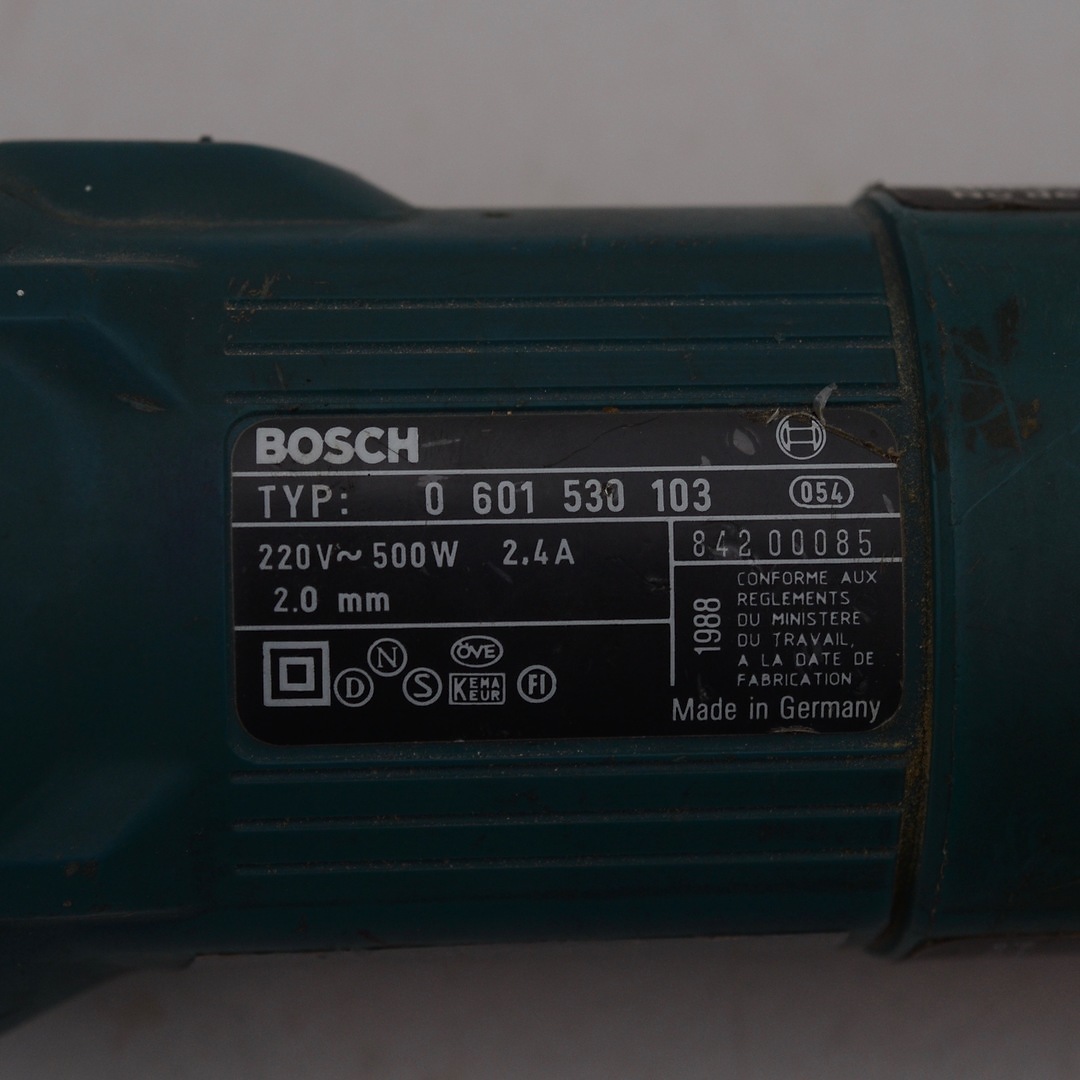 BOSCH
TYP: 0 601 530 103 054
220V~ 500W 2.4A
2.0 mm
84200085
1988
CONFORME AUX
REGLEMENTS
DU MINISTERE
DU TRAVAIL,
A LA DATE DE
FABRICATION
D N S ÖVE
KEMA
KEUR
FI
Made in Germany